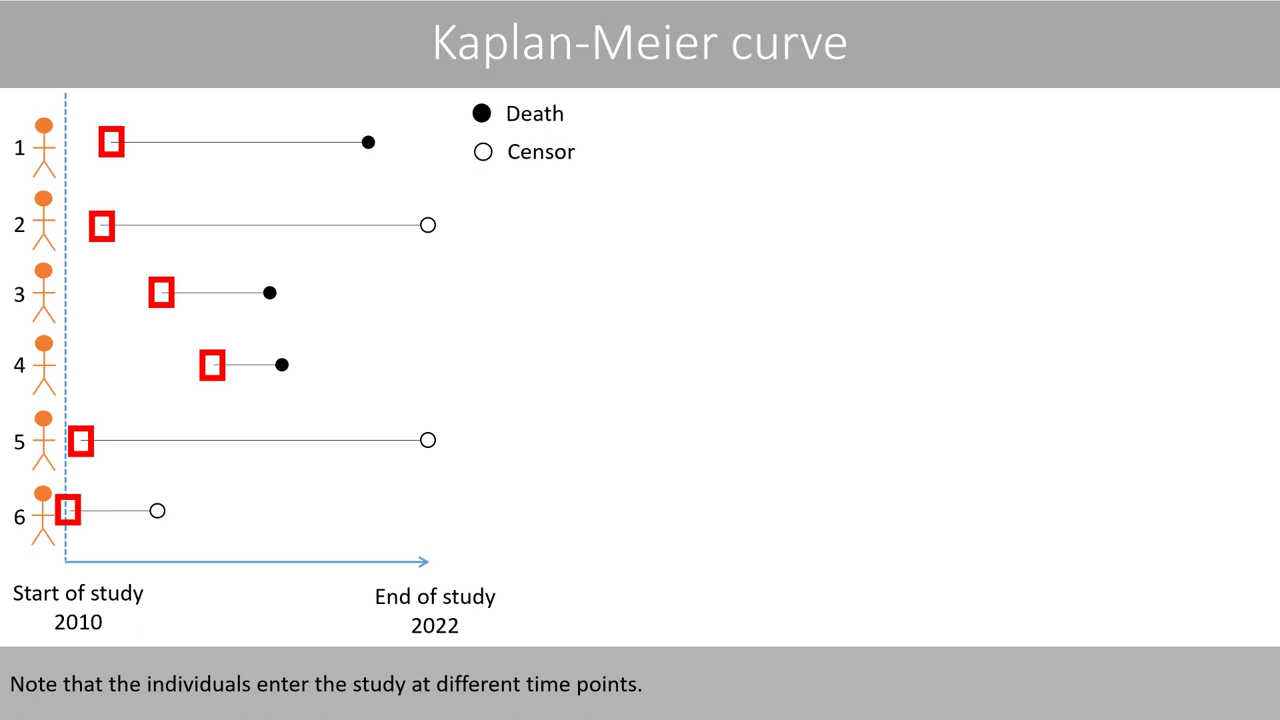 Kaplan-Meier curve
Death
Censor
1
2
3
4
5
6
Start of study
2010
End of study
2022
Note that the individuals enter the study at different time points.